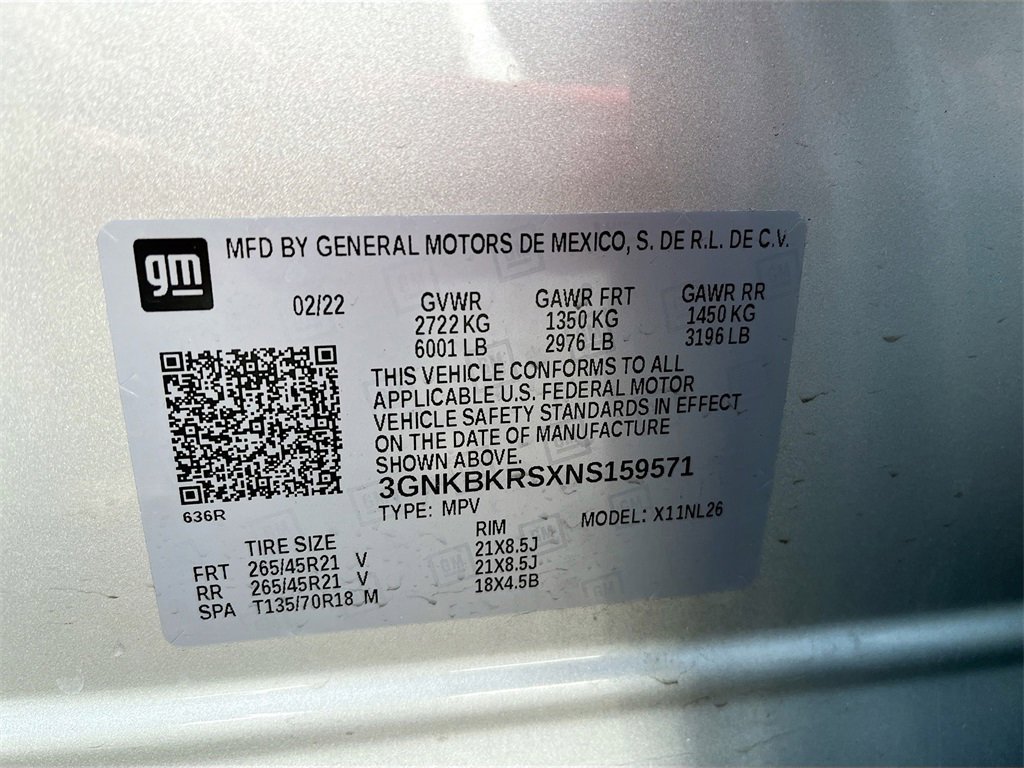 gm
MFD BY GENERAL MOTORS DE MEXICO, S. DE R.L. DE C.V.
02/22
GVWR GAWR FRT GAWR RR
2722 KG 1350 KG 1450 KG
6001 LB 2976 LB 3196 LB
THIS VEHICLE CONFORMS TO ALL
APPLICABLE U.S. FEDERAL MOTOR
VEHICLE SAFETY STANDARDS IN EFFECT
ON THE DATE OF MANUFACTURE
SHOWN ABOVE.
3GNKBKRSXNS159571
636R
TYPE: MPV MODEL: X11NL26
TIRE SIZE RIM
FRT 265/45R21 V 21X8.5J
RR 265/45R21 V 21X8.5J
SPA T135/70R18 M 18X4.5B